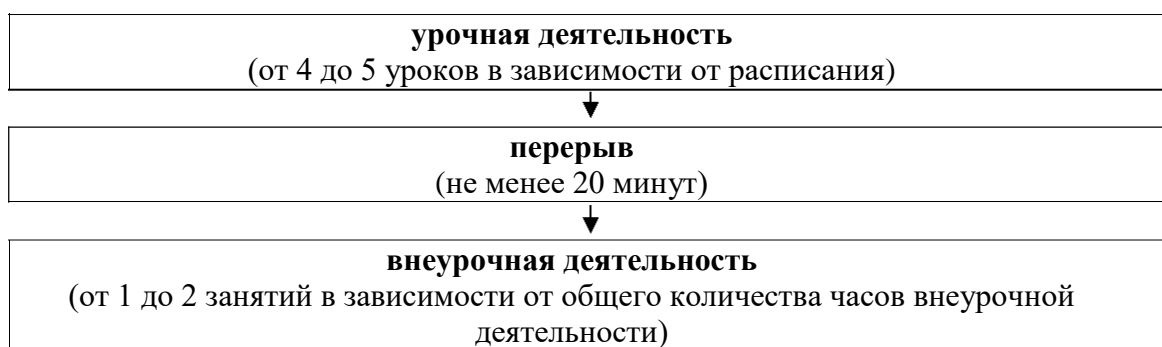 урочная деятельность
(от 4 до 5 уроков в зависимости от расписания)
перерыв
(не менее 20 минут)
внеурочная деятельность
(от 1 до 2 занятий в зависимости от общего количества часов внеурочной
деятельности)